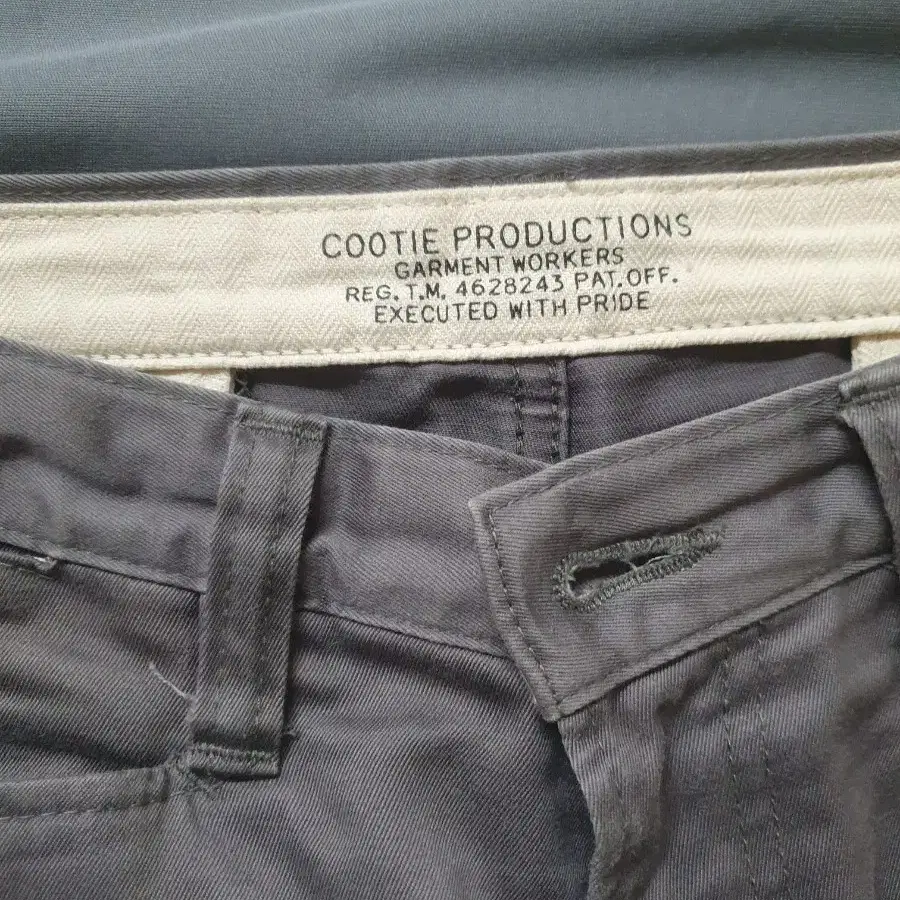 COOTIE PRODUCTIONS
GARMENT WORKERS
REG. T.M. 4628243 PAT. OFF.
EXECUTED WITH PRIDE